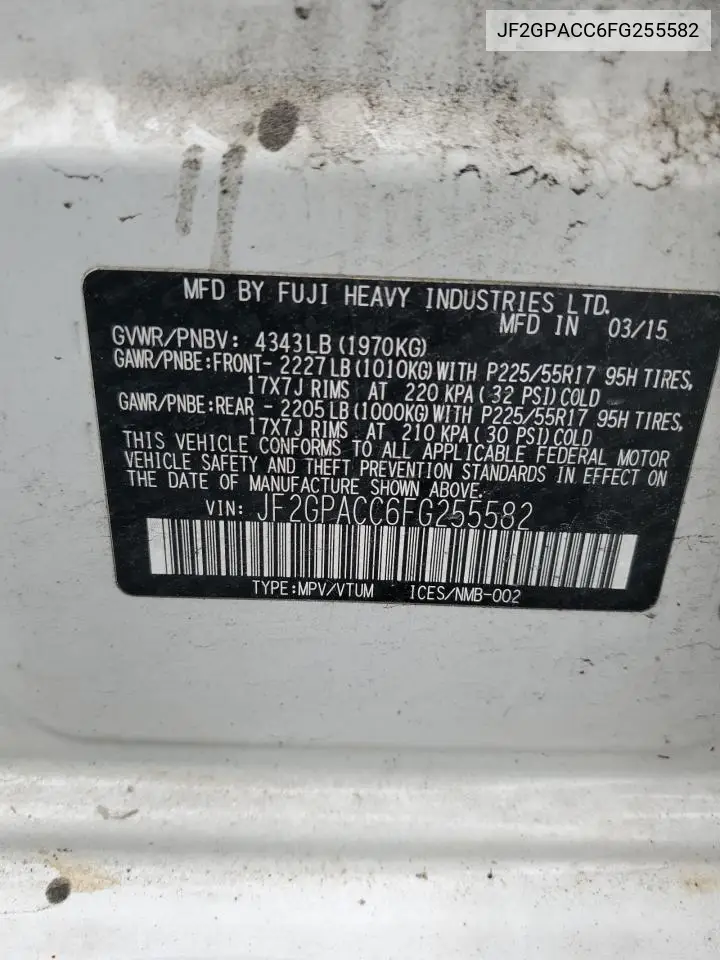 JF2GPACC6FG255582
MFD BY FUJI HEAVY INDUSTRIES LTD.
MFD IN 03/15
GVWR/PNBV: 4343LB (1970KG)
GAWR/PNBE:FRONT- 2227LB (1010KG) WITH P225/55R17 95H TIRES,
17X7J RIMS AT 220 KPA ( 32 PSI) COLD
GAWR/PNBE:REAR - 2205LB (1000KG) WITH P225/55R17 95H TIRES,
17X7J RIMS AT 210 KPA ( 30 PSI) COLD
THIS VEHICLE CONFORMS TO ALL APPLICABLE FEDERAL MOTOR
VEHICLE SAFETY AND THEFT PREVENTION STANDARDS IN EFFECT ON
THE DATE OF MANUFACTURE SHOWN ABOVE.
VIN: JF2GPACC6FG255582
TYPE:MPV/VTUM ICES/NMB-002